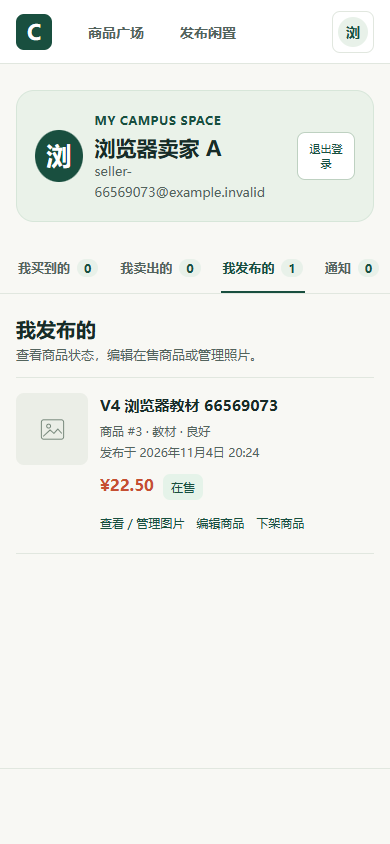 C
商品广场
发布闲置
浏
浏
MY CAMPUS SPACE
浏览器卖家 A
seller-
66569073@example.invalid
退出登
录
我买到的 0
我卖出的 0
我发布的 1
通知 0
我发布的
查看商品状态，编辑在售商品或管理照片。
V4 浏览器教材 66569073
商品 #3 · 教材 · 良好
发布于 2026年11月4日 20:24
¥22.50
在售
查看 / 管理图片
编辑商品
下架商品